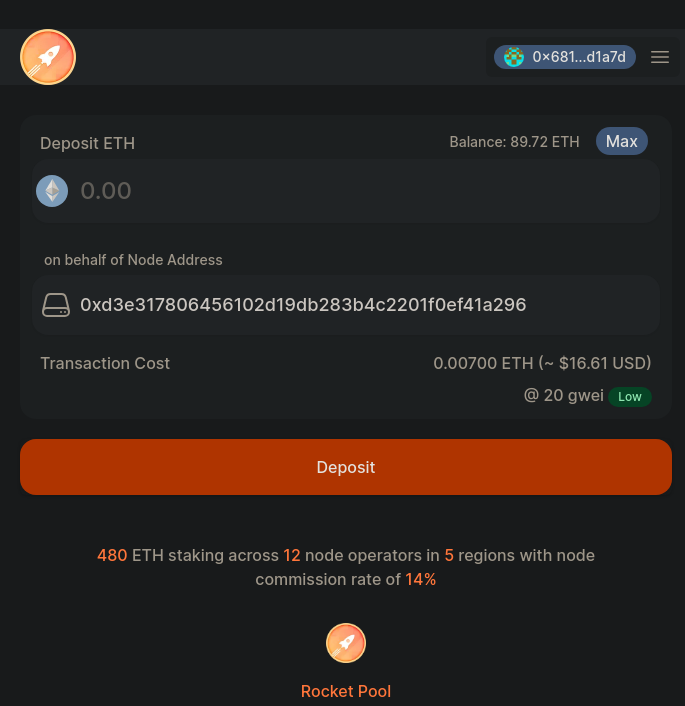 0x681...d1a7d
Deposit ETH
Balance: 89.72 ETH
Max
0.00
on behalf of Node Address
0xd3e317806456102d19db283b4c2201f0ef41a296
Transaction Cost
0.00700 ETH (~ $16.61 USD)
@ 20 gwei Low
Deposit
480 ETH staking across 12 node operators in 5 regions with node
commission rate of 14%
Rocket Pool